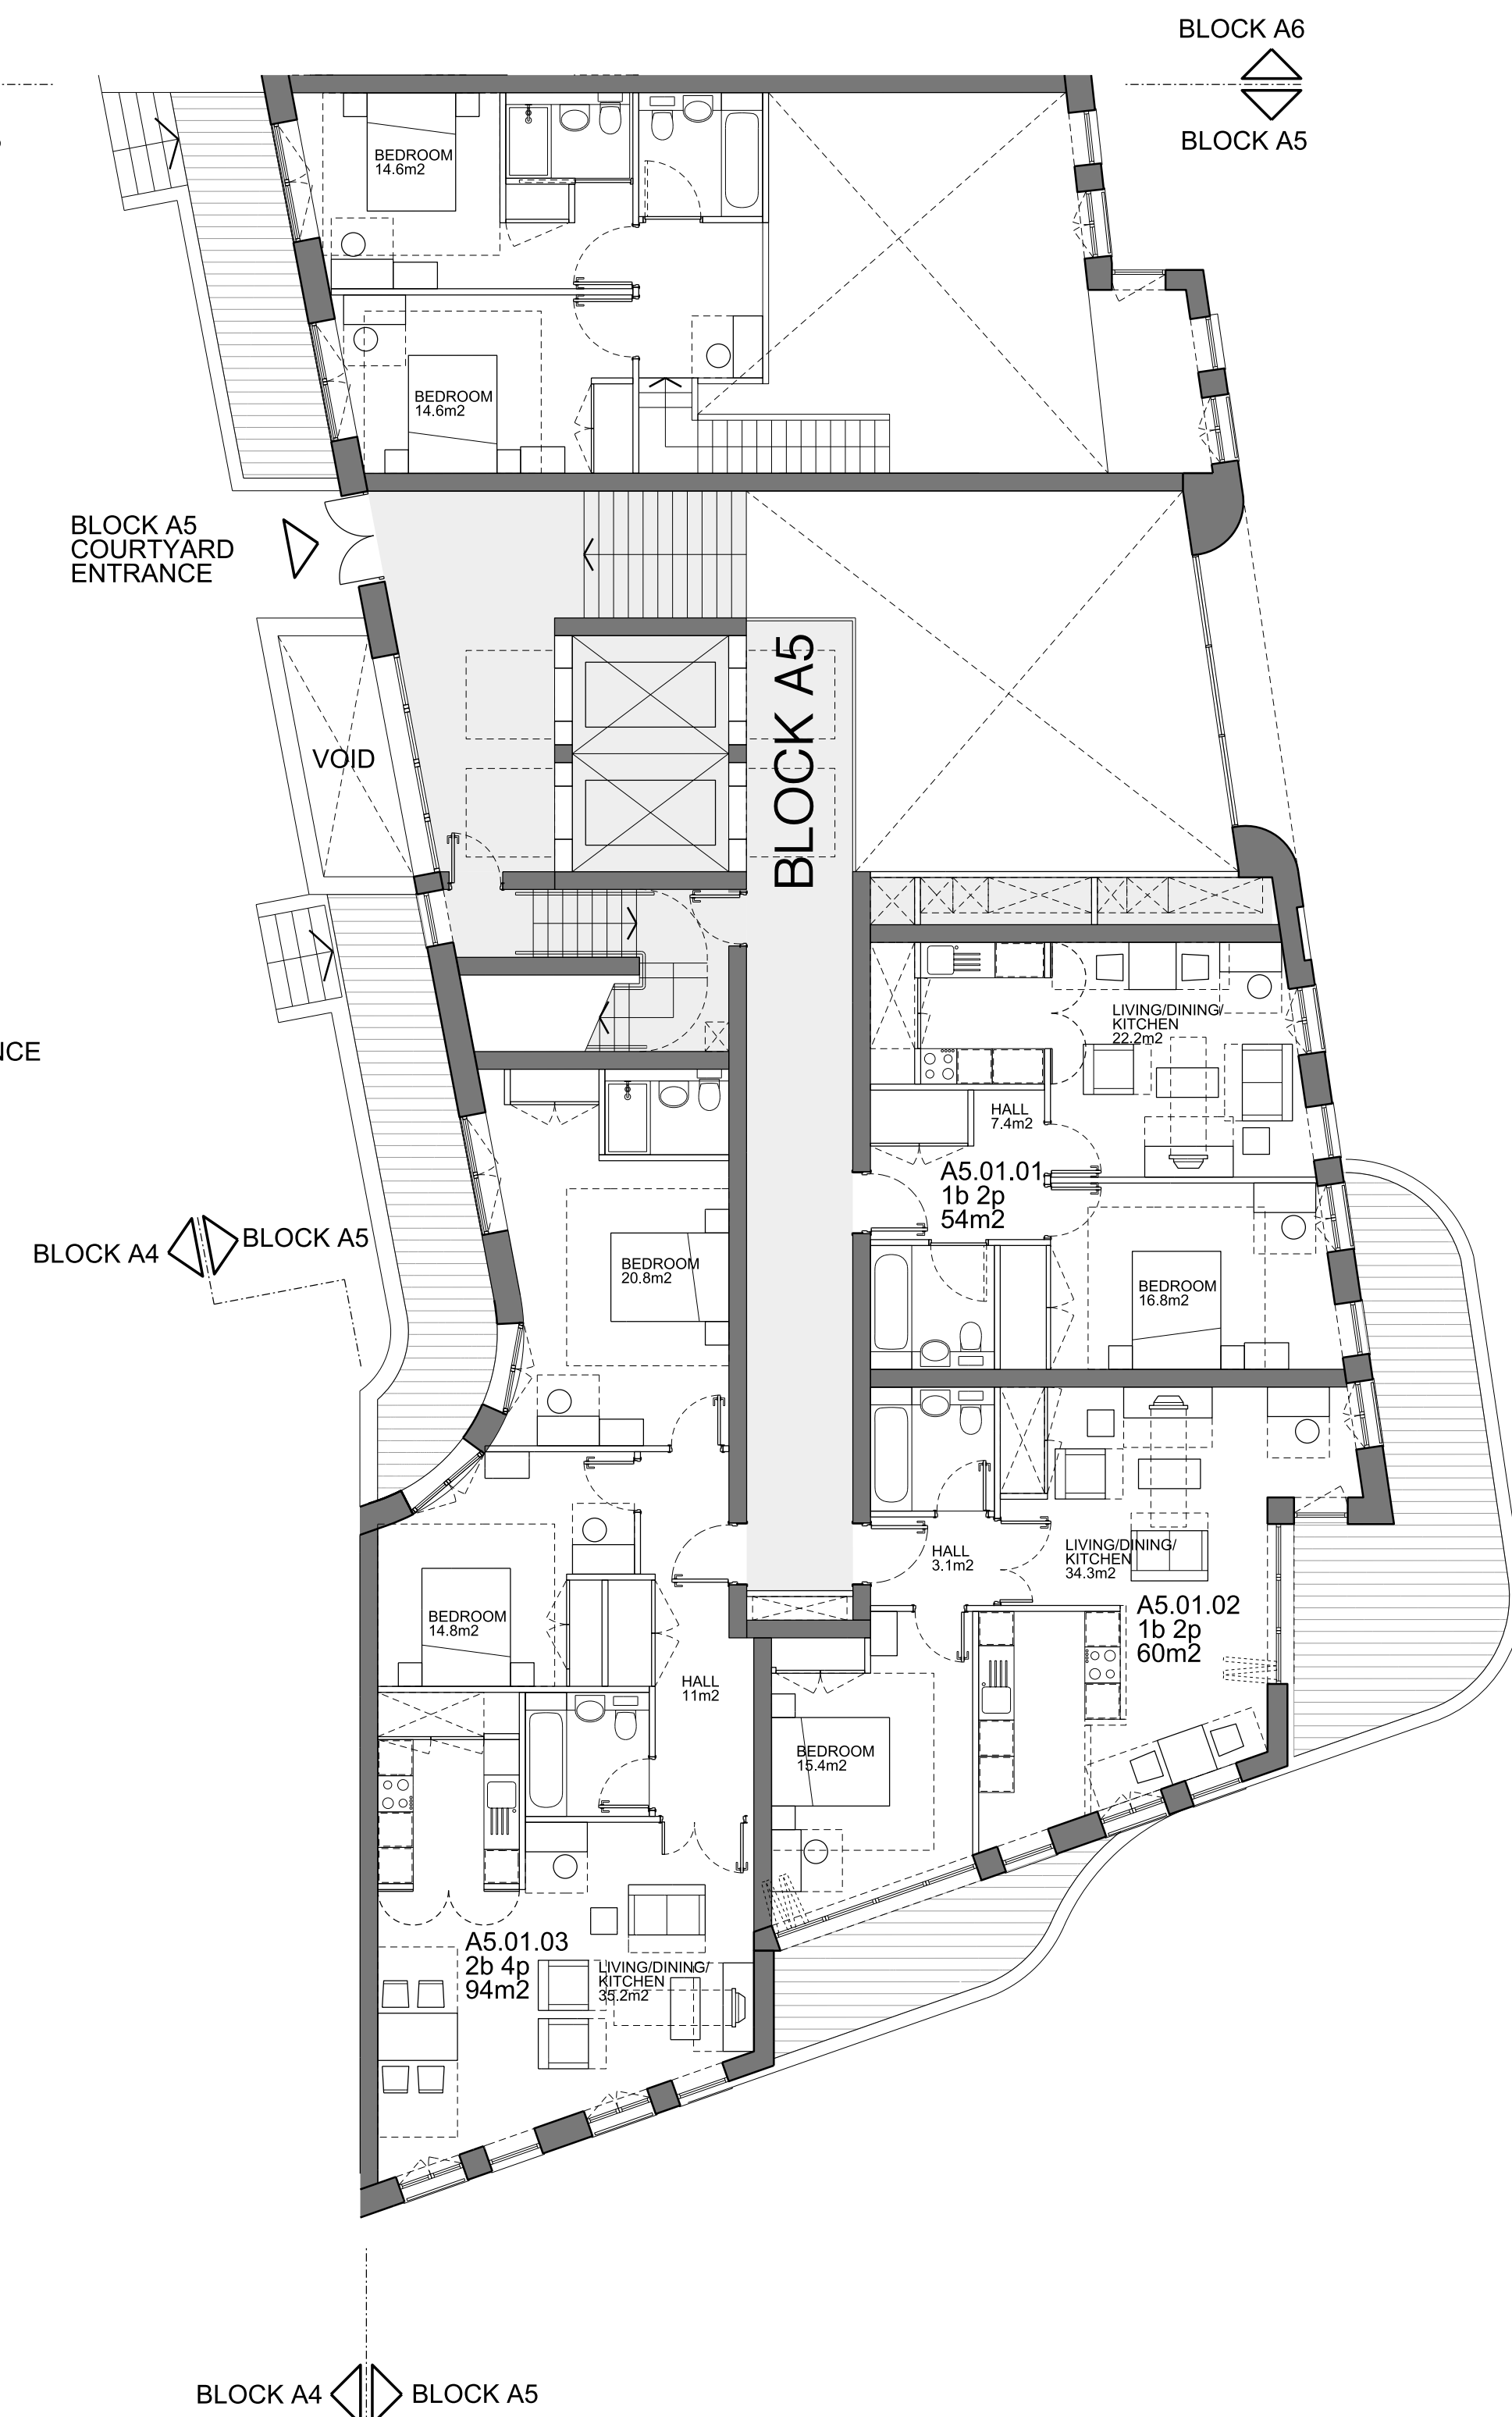 BLOCK A6
BLOCK A5
BEDROOM
14.6m2
BEDROOM
14.6m2
BLOCK A5
COURTYARD
ENTRANCE
BLOCK A5
VOID
LIVING/DINING/
KITCHEN
22.2m2
HALL
7.4m2
A5.01.01
1b 2p
54m2
BLOCK A4
BLOCK A5
BEDROOM
20.8m2
BEDROOM
16.8m2
HALL
3.1m2
LIVING/DINING/
KITCHEN
34.3m2
A5.01.02
1b 2p
60m2
BEDROOM
14.8m2
HALL
11m2
BEDROOM
15.4m2
A5.01.03
2b 4p
94m2
LIVING/DINING/
KITCHEN
35.2m2
BLOCK A4
BLOCK A5